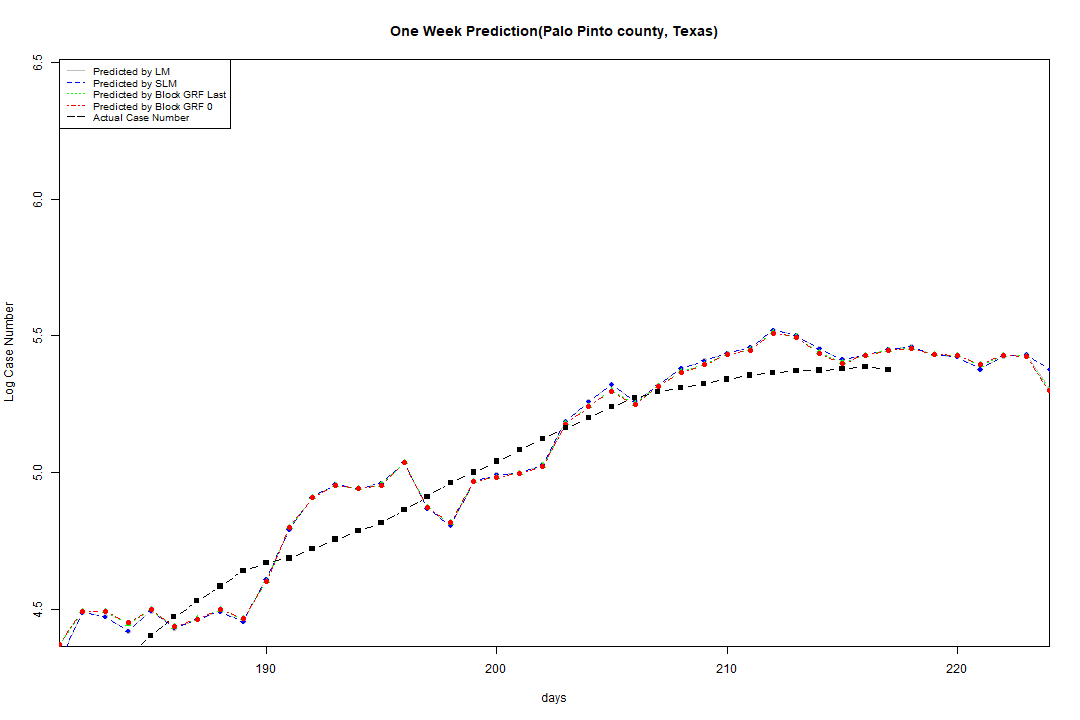 One Week Prediction(Palo Pinto county, Texas)
Predicted by LM
Predicted by SLM
Predicted by Block GRF Last
Predicted by Block GRF 0
Actual Case Number
6.5
6.0
5.5
5.0
4.5
Log Case Number
190
200
210
220
days